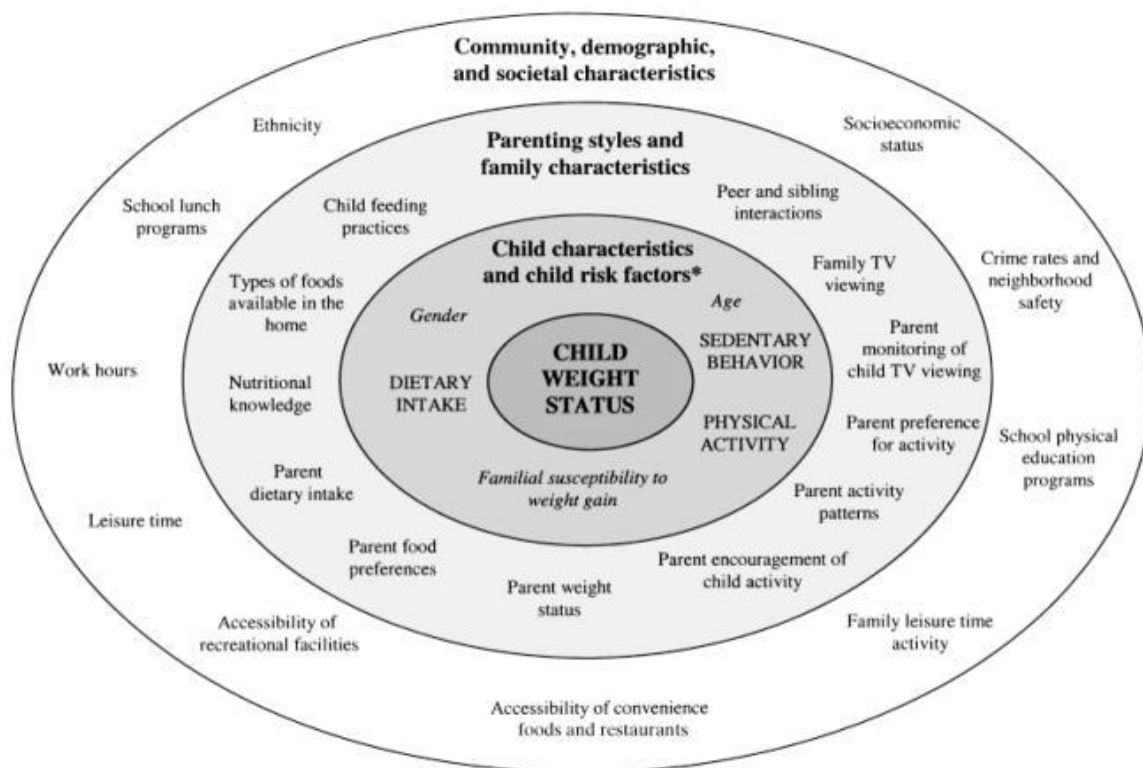 Community, demographic,
and societal characteristics
Ethnicity
Socioeconomic
status
Parenting styles and
family characteristics
School lunch
programs
Child feeding
practices
Peer and sibling
interactions
Child characteristics
and child risk factors*
Types of foods
available in the
home
Gender
Age
Family TV
viewing
Crime rates and
neighborhood
safety
Work hours
Nutritional
knowledge
DIETARY
INTAKE
CHILD
WEIGHT
STATUS
SEDENTARY
BEHAVIOR
Parent
monitoring of
child TV viewing
PHYSICAL
ACTIVITY
Parent preference
for activity
School physical
education
programs
Leisure time
Parent
dietary intake
Familial susceptibility to
weight gain
Parent activity
patterns
Parent food
preferences
Parent weight
status
Parent encouragement of
child activity
Accessibility of
recreational facilities
Family leisure time
activity
Accessibility of convenience
foods and restaurants